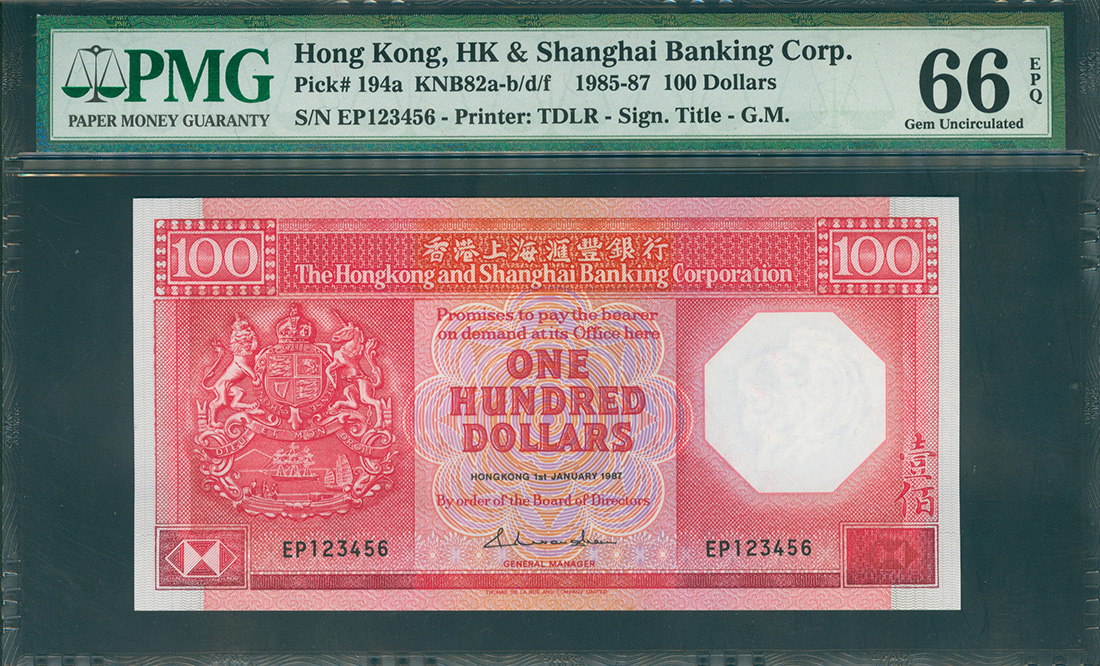 PMG
PAPER MONEY GUARANTY
Hong Kong, HK & Shanghai Banking Corp.
Pick# 194a KNB82a-b/d/f 1985-87 100 Dollars
S/N EP123456 - Printer: TDLR - Sign. Title - G.M.
66
EPQ
Gem Uncirculated
100
香港上海滙豐銀行
100
The Hongkong and Shanghai Banking Corporation
Promises to pay the bearer
on demand at its Office here
ONE
HUNDRED
DOLLARS
DIEU ET MON DROIT
HONGKONG 1st JANUARY 1987
By order of the Board of Directors
壹佰
EP123456
EP123456
GENERAL MANAGER
THOMAS DE LA RUE AND COMPANY LIMITED